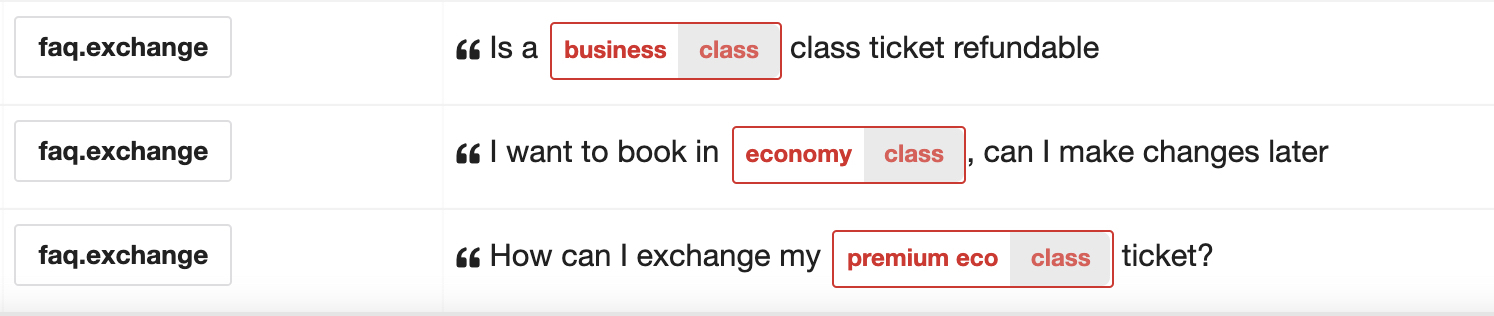 faq.exchange “ Is a business class class ticket refundable
faq.exchange “ I want to book in economy class , can I make changes later
faq.exchange “ How can I exchange my premium eco class ticket?